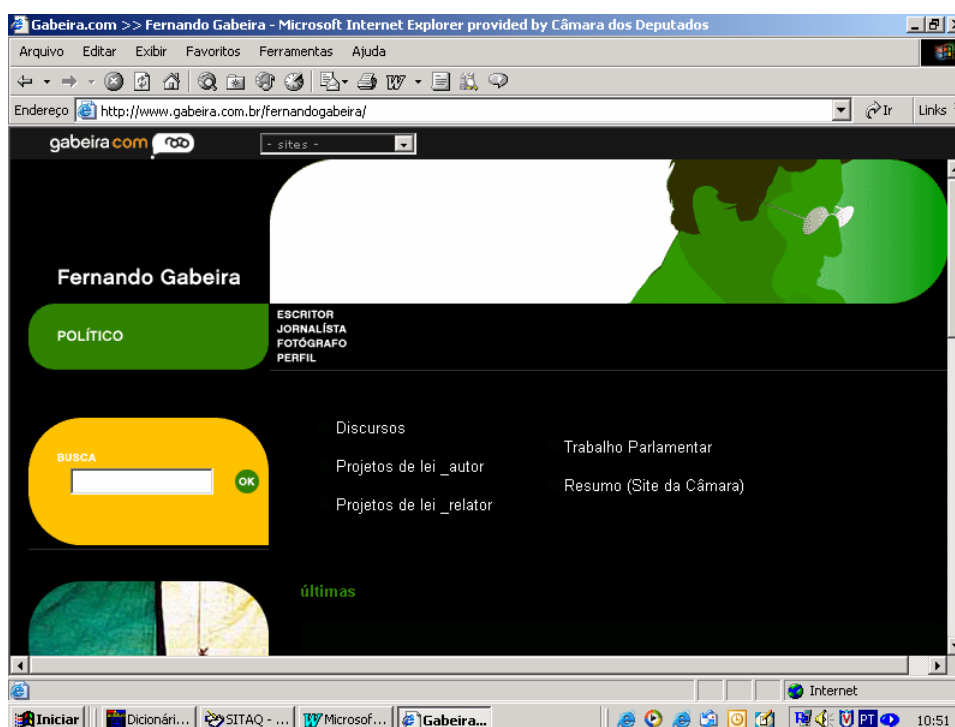 Gabeira.com >> Fernando Gabeira - Microsoft Internet Explorer provided by Câmara dos Deputados
Arquivo Editar Exibir Favoritos Ferramentas Ajuda
Endereço http://www.gabeira.com.br/fernandogabeira/ Ir Links
gabeira com - sites -
Fernando Gabeira
POLÍTICO
ESCRITOR
JORNALÍSTA
FOTÓGRAFO
PERFIL
BUSCA
OK
Discursos
Projetos de lei _autor
Projetos de lei _relator
Trabalho Parlamentar
Resumo (Site da Câmara)
últimas
Internet
Iniciar Dicionári... SITAQ - ... Microsof... Gabeira... PT 10:51